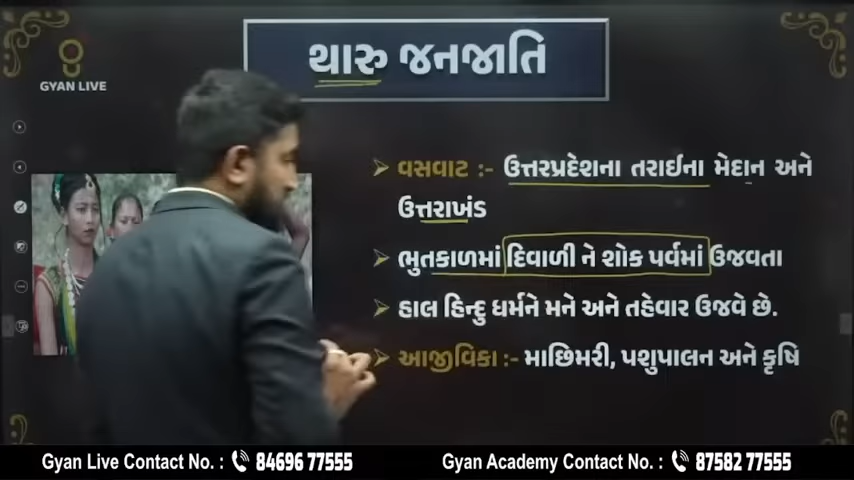 થારુ જનજાતિ
GYAN LIVE
વસવાટ :- ઉત્તરપ્રદેશના તરાઈના મેદાન અને
ઉત્તરાખંડ
ભુતકાળમાં દિવાળી ને શોક પર્વમાં ઉજવતા
હાલ હિન્દુ ધર્મને મને અને તહેવાર ઉજવે છે.
આજીવિકા :- માછિમરી, પશુપાલન અને કૃષિ
Gyan Live Contact No. : 84696 77555
Gyan Academy Contact No. : 87582 77555